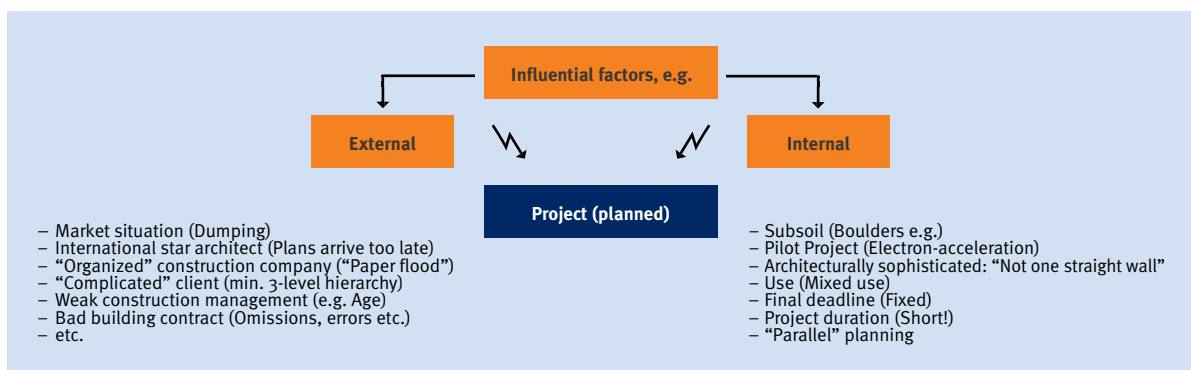 Influential factors, e.g.
External
Internal
Project (planned)
– Market situation (Dumping)
– International star architect (Plans arrive too late)
– “Organized” construction company (“Paper flood”)
– “Complicated” client (min. 3-level hierarchy)
– Weak construction management (e.g. Age)
– Bad building contract (Omissions, errors etc.)
– etc.
– Subsoil (Boulders e.g.)
– Pilot Project (Electron-acceleration)
– Architecturally sophisticated: “Not one straight wall”
– Use (Mixed use)
– Final deadline (Fixed)
– Project duration (Short!)
– “Parallel” planning